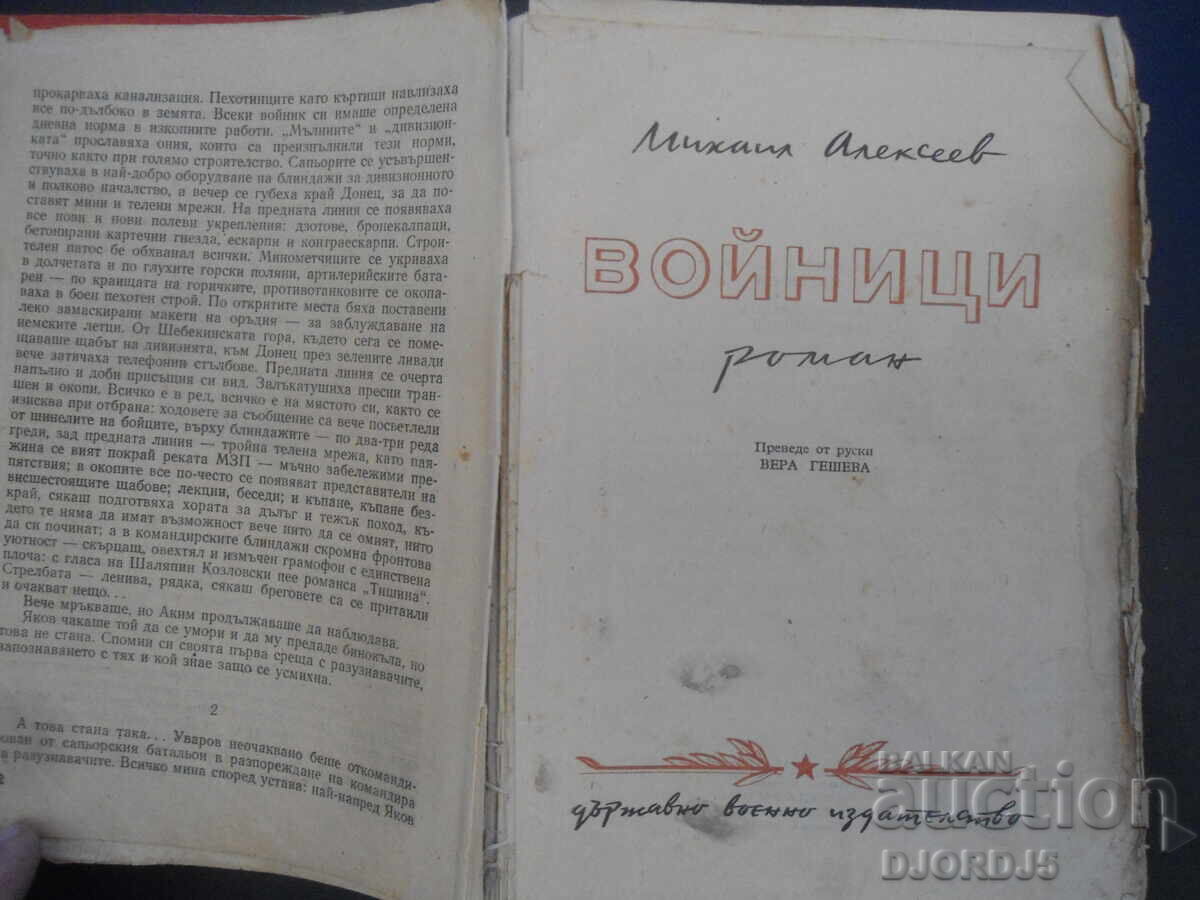 прокарваха канализация. Пехотинците като къртици навлизаха
все по-дълбоко в земята. Всеки войник си имаше определена
дневна норма в изкопните работи. „Мълниите“ и „дивизион-
ката“ прославяха ония, които са преизпълнили тези норми,
точно както при голямо строителство. Сапьорите се усъвършен-
ствуваха в най-добро оборудване на блиндажи за дивизионното
и полково началство, а вечер се губеха край Донец, за да по-
ставят мини и телени мрежи. На предната линия се появяваха
все нови и нови полеви укрепления: дзотове, бронекалпаци,
бетонирани картечни гнезда, ескарпи и контраескарпи. Строи-
телен патос бе обхванал всички. Минометчиците се укриваха
в долчетата и по глухите горски поляни, артилерийските бата-
реи — по краищата на горичките, противотанковите се окопа-
ваха в боен пехотен строй. По откритите места бяха поставени
леко замаскирани макети на оръдия — за заблуждаване на
немските летци. От Шебекинската гора, където сега се поме-
щаваше щабът на дивизията, към Донец през зелените ливади
вече затичаха телефонни стълбове. Предната линия се очерта
напълно и доби присъщия си вид. Залъкатушиха пресни тран-
шеи и окопи. Всичко е в ред, всичко е на мястото си, както се
изисква при отбрана: ходовете за съобщение са вече посветлели
от шинелите на бойците, върху блиндажите — по два-три реда
греди, зад предната линия — тройна телена мрежа, като пая-
жина се вият покрай реката МЗП — мъчно забележими пре-
пятствия; в окопите все по-често се появяват представители на
висшестоящите щабове; лекции, беседи; и къпане, къпане без-
край, сякаш подготвяха хората за дълъг и тежък поход, къ-
дето те няма да имат възможност вече нито да се омият, нито
да си починат; а в командирските блиндажи скромна фронтова
уютност — скърцащ, овехтял и измъчен грамофон с единствена
плоча: с гласа на Шаляпин Козловски пее романса „Тишина“.
Стрелбата — ленива, рядка, сякаш бреговете са се притаили
и очакват нещо...
Вече мръкваше, но Аким продължаваше да наблюдава.
Яков чакаше той да се умори и да му предаде бинокъла, но
това не стана. Спомни си своята първа среща с разузнавачите,
запознаването с тях и кой знае защо се усмихна.
2
А това стана така... Уваров неочаквано беше откоманди-
рован от сапьорския батальон в разпореждане на командира
на разузнавачите. Всичко мина според устава: най-напред Яков
Михаил Алексеев
ВОЙНИЦИ
роман
Преведе от руски
ВЕРА ГЕШЕВА
държавно военно издателство
BALKAN
auction
DJORDJ5